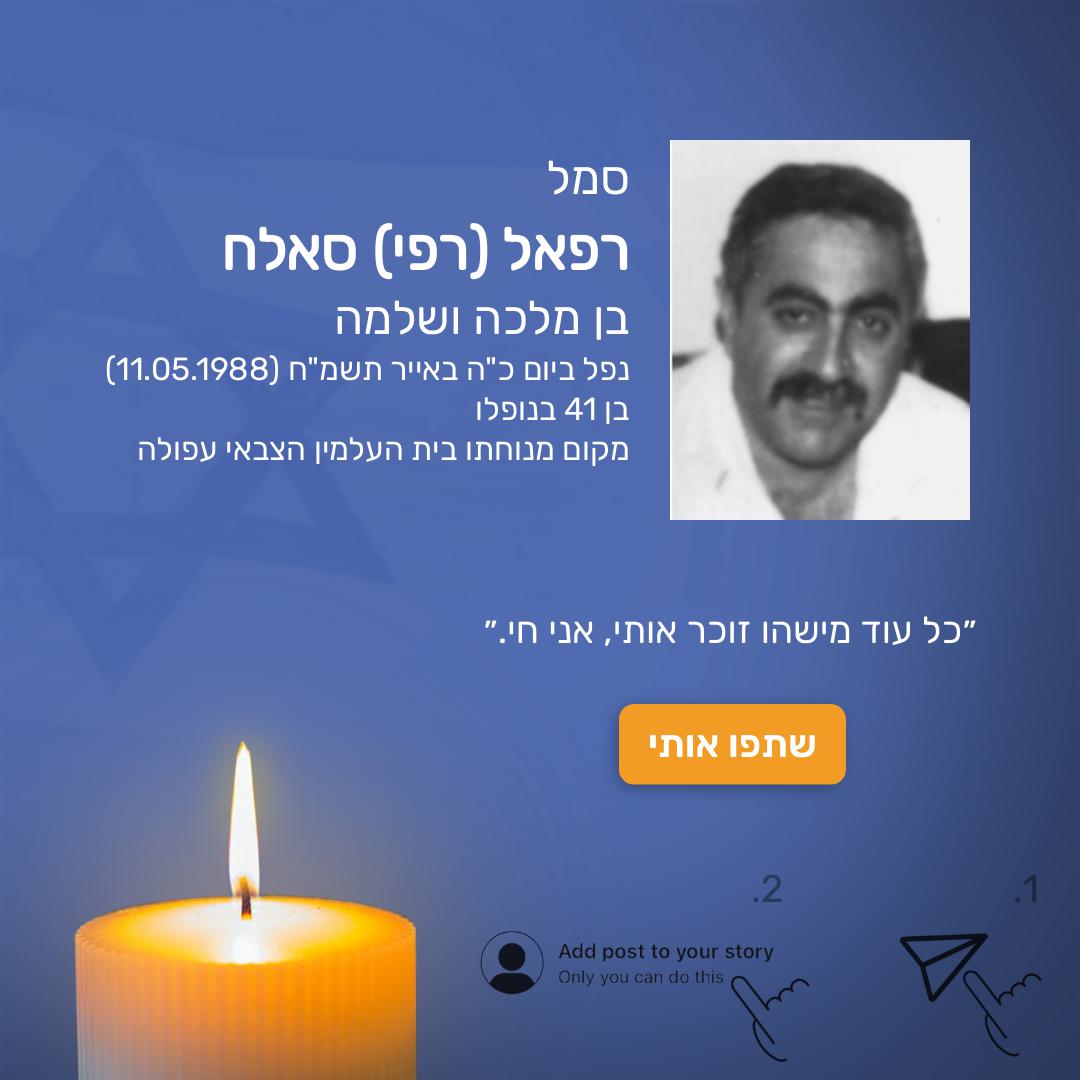 סמל
רפאל (רפי) סאלח
בן מלכה ושלמה
נפל ביום כ"ה באייר תשמ"ח (11.05.1988)
בן 41 בנופלו
מקום מנוחתו בית העלמין הצבאי עפולה
״כל עוד מישהו זוכר אותי, אני חי.״
שתפו אותי
1.
2.
Add post to your story
Only you can do this